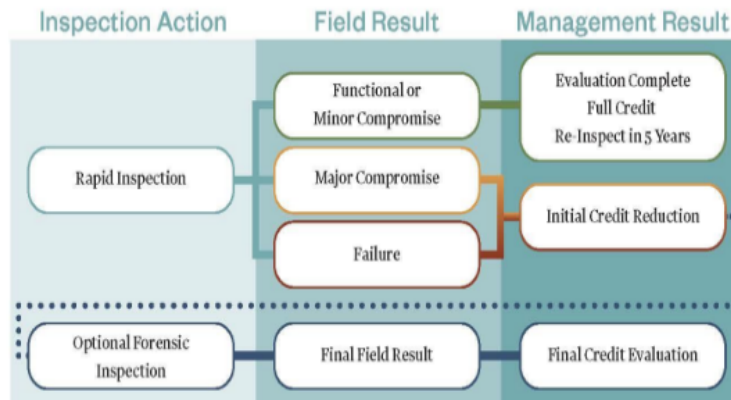 Inspection Action
Field Result
Management Result
Rapid Inspection
Functional or
Minor Compromise
Evaluation Complete
Full Credit
Re-Inspect in 5 Years
Major Compromise
Initial Credit Reduction
Failure
Optional Forensic
Inspection
Final Field Result
Final Credit Evaluation